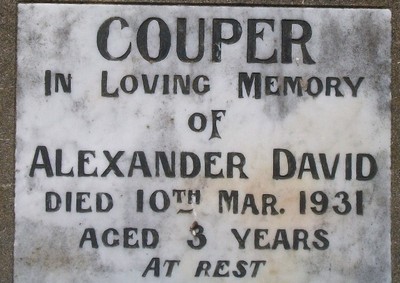 COUPER
IN LOVING MEMORY
OF
ALEXANDER DAVID
DIED 10TH MAR. 1931
AGED 3 YEARS
AT REST